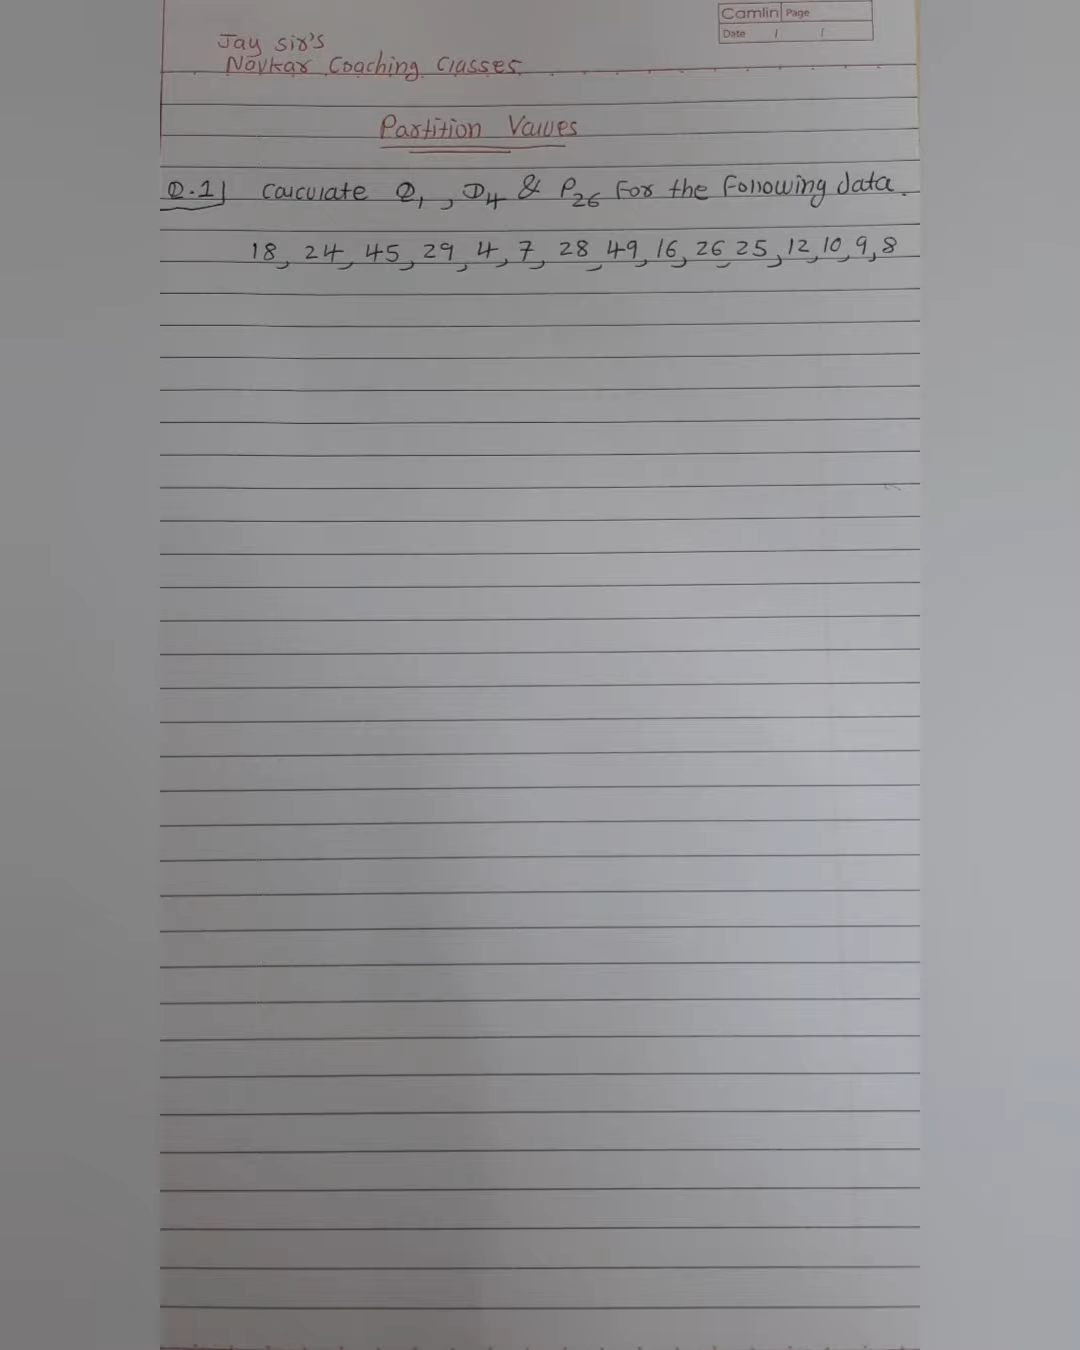 Camlin Page
Date / /
Jay sir's
Novkar Coaching Classes
Partition Values
Q.1] Calculate Q1, D4 & P26 For the Following data.
18, 24, 45, 29, 4, 7, 28, 49, 16, 26, 25, 12, 10, 9, 8